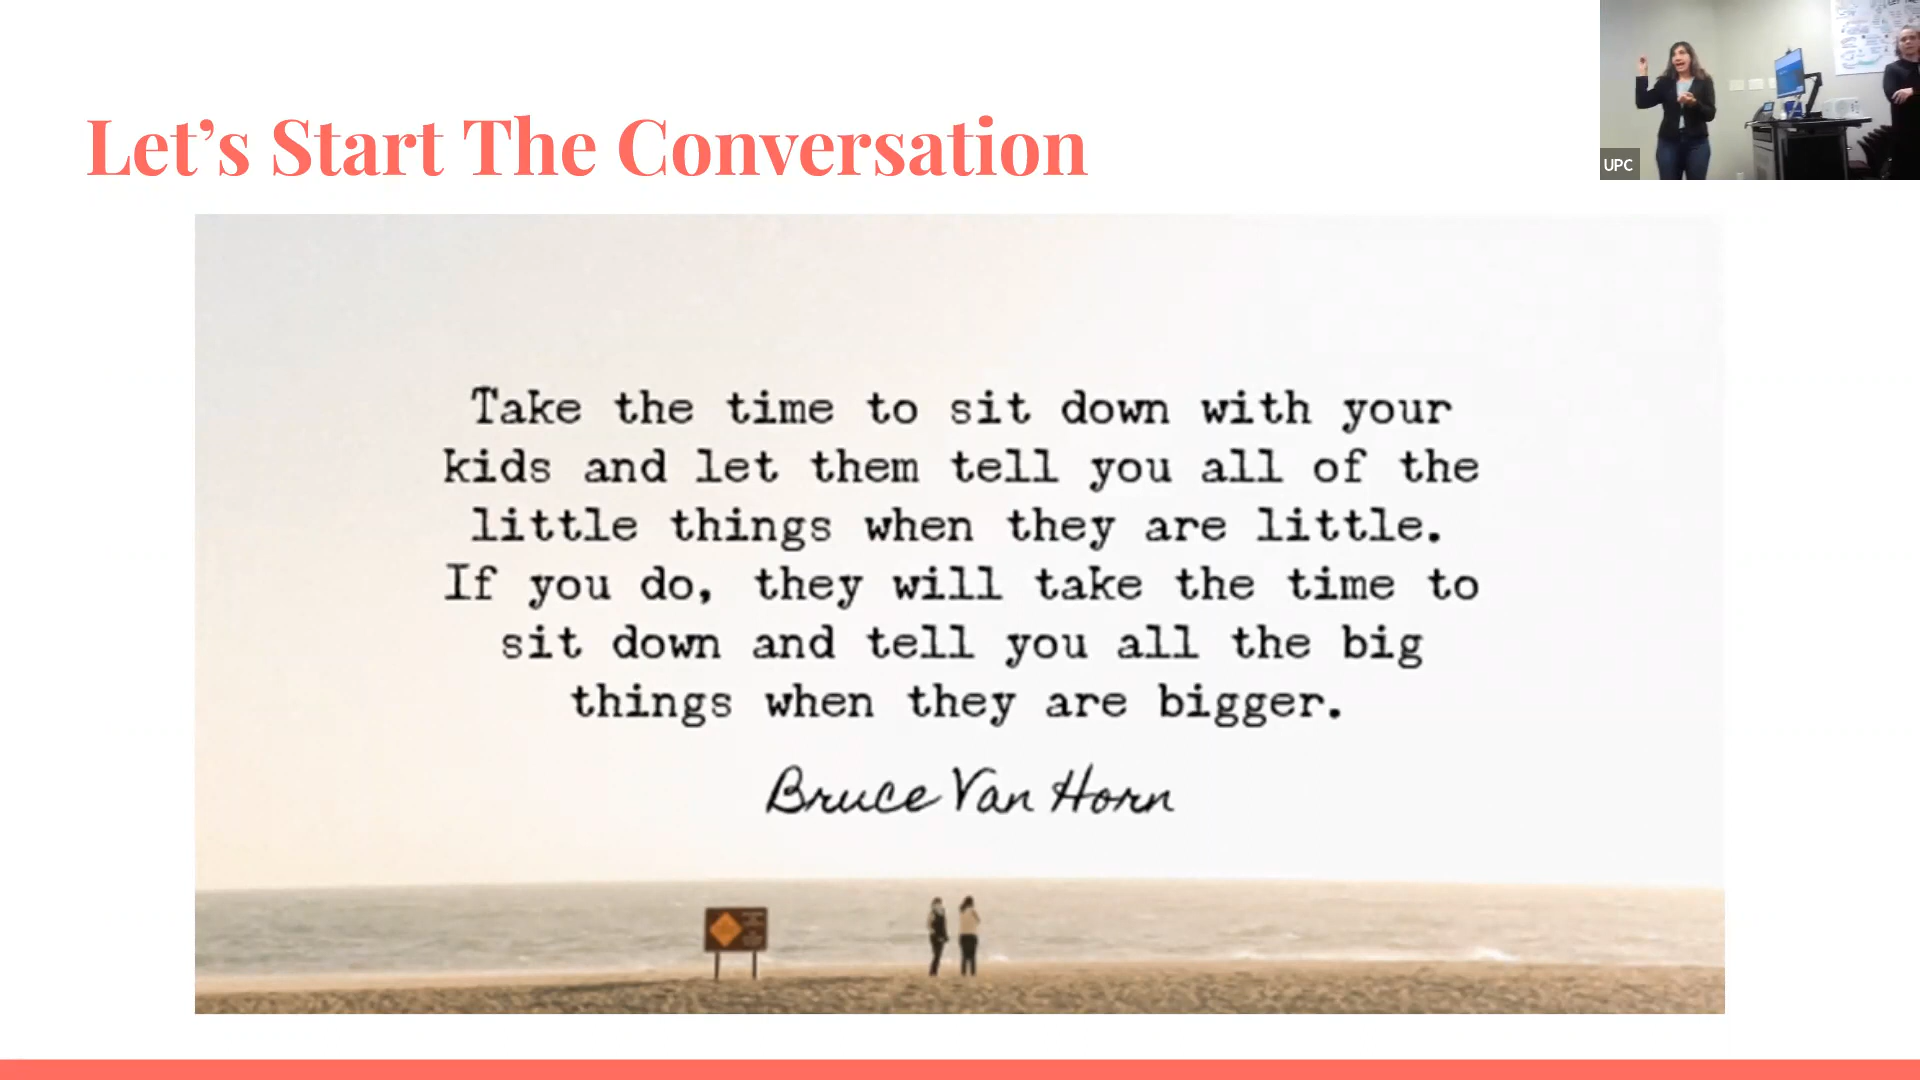 Let's Start The Conversation
UPC
Take the time to sit down with your
kids and let them tell you all of the
little things when they are little.
If you do, they will take the time to
sit down and tell you all the big
things when they are bigger.
Bruce Van Horn